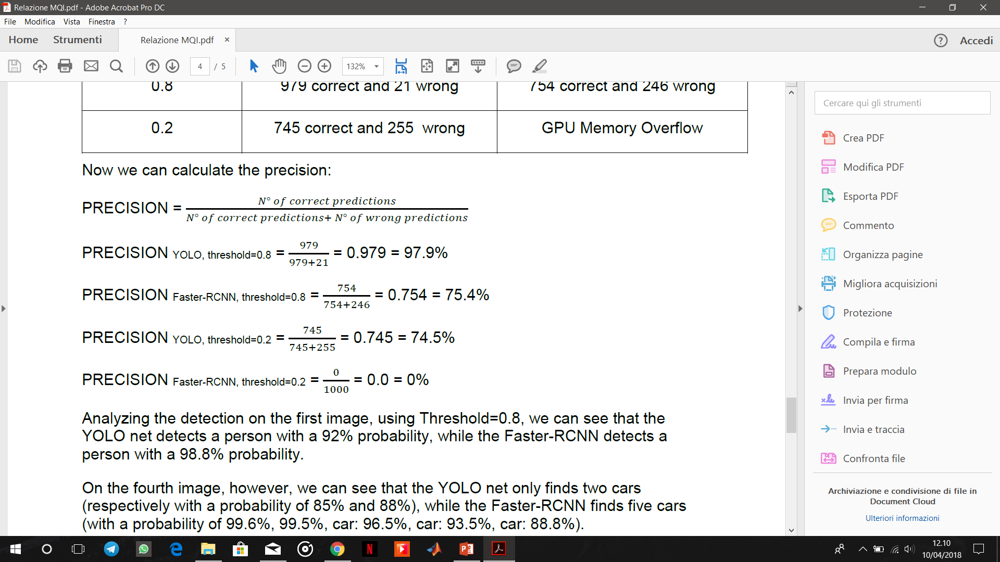 Relazione MQI.pdf - Adobe Acrobat Pro DC
File Modifica Vista Finestra ?
Home Strumenti Relazione MQI.pdf × ? Accedi
4 / 5 132%
0.8 979 correct and 21 wrong 754 correct and 246 wrong
0.2 745 correct and 255 wrong GPU Memory Overflow
Now we can calculate the precision:
PRECISION = N° of correct predictions / N° of correct predictions+ N° of wrong predictions
PRECISION YOLO, threshold=0.8 = 979 / 979+21 = 0.979 = 97.9%
PRECISION Faster-RCNN, threshold=0.8 = 754 / 754+246 = 0.754 = 75.4%
PRECISION YOLO, threshold=0.2 = 745 / 745+255 = 0.745 = 74.5%
PRECISION Faster-RCNN, threshold=0.2 = 0 / 1000 = 0.0 = 0%
Analyzing the detection on the first image, using Threshold=0.8, we can see that the
YOLO net detects a person with a 92% probability, while the Faster-RCNN detects a
person with a 98.8% probability.
On the fourth image, however, we can see that the YOLO net only finds two cars
(respectively with a probability of 85% and 88%), while the Faster-RCNN finds five cars
(with a probability of 99.6%, 99.5%, car: 96.5%, car: 93.5%, car: 88.8%).
Cercare qui gli strumenti
Crea PDF
Modifica PDF
Esporta PDF
Commento
Organizza pagine
Migliora acquisizioni
Protezione
Compila e firma
Prepara modulo
Invia per firma
Invia e traccia
Confronta file
Archiviazione e condivisione di file in
Document Cloud
Ulteriori informazioni
12.10
10/04/2018